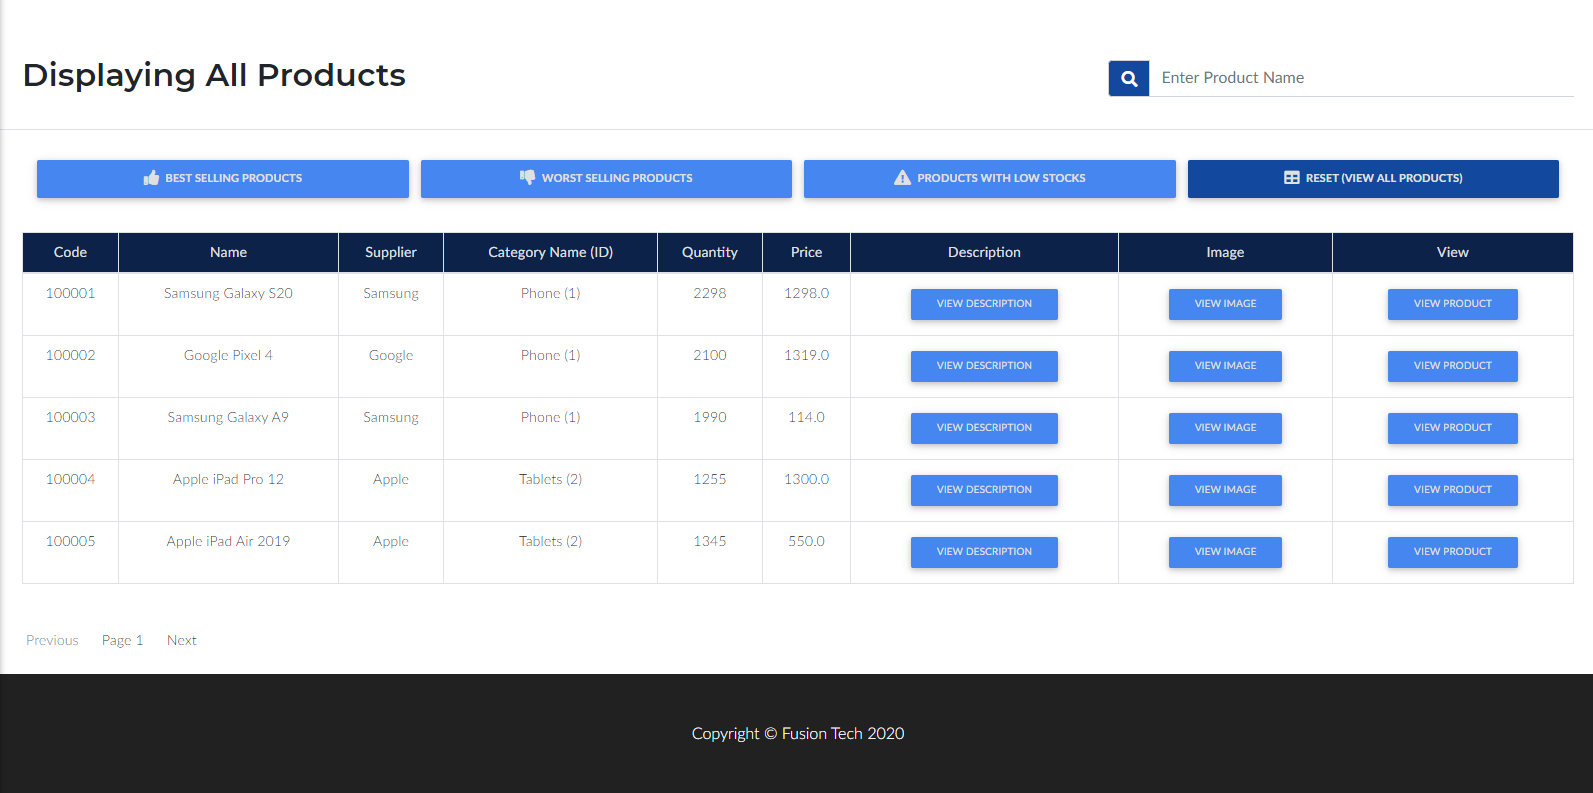 Displaying All Products
Enter Product Name
BEST SELLING PRODUCTS WORST SELLING PRODUCTS PRODUCTS WITH LOW STOCKS RESET (VIEW ALL PRODUCTS)
Code Name Supplier Category Name (ID) Quantity Price Description Image View
100001 Samsung Galaxy S20 Samsung Phone (1) 2298 1298.0 VIEW DESCRIPTION VIEW IMAGE VIEW PRODUCT
100002 Google Pixel 4 Google Phone (1) 2100 1319.0 VIEW DESCRIPTION VIEW IMAGE VIEW PRODUCT
100003 Samsung Galaxy A9 Samsung Phone (1) 1990 114.0 VIEW DESCRIPTION VIEW IMAGE VIEW PRODUCT
100004 Apple iPad Pro 12 Apple Tablets (2) 1255 1300.0 VIEW DESCRIPTION VIEW IMAGE VIEW PRODUCT
100005 Apple iPad Air 2019 Apple Tablets (2) 1345 550.0 VIEW DESCRIPTION VIEW IMAGE VIEW PRODUCT
Previous Page 1 Next
Copyright © Fusion Tech 2020